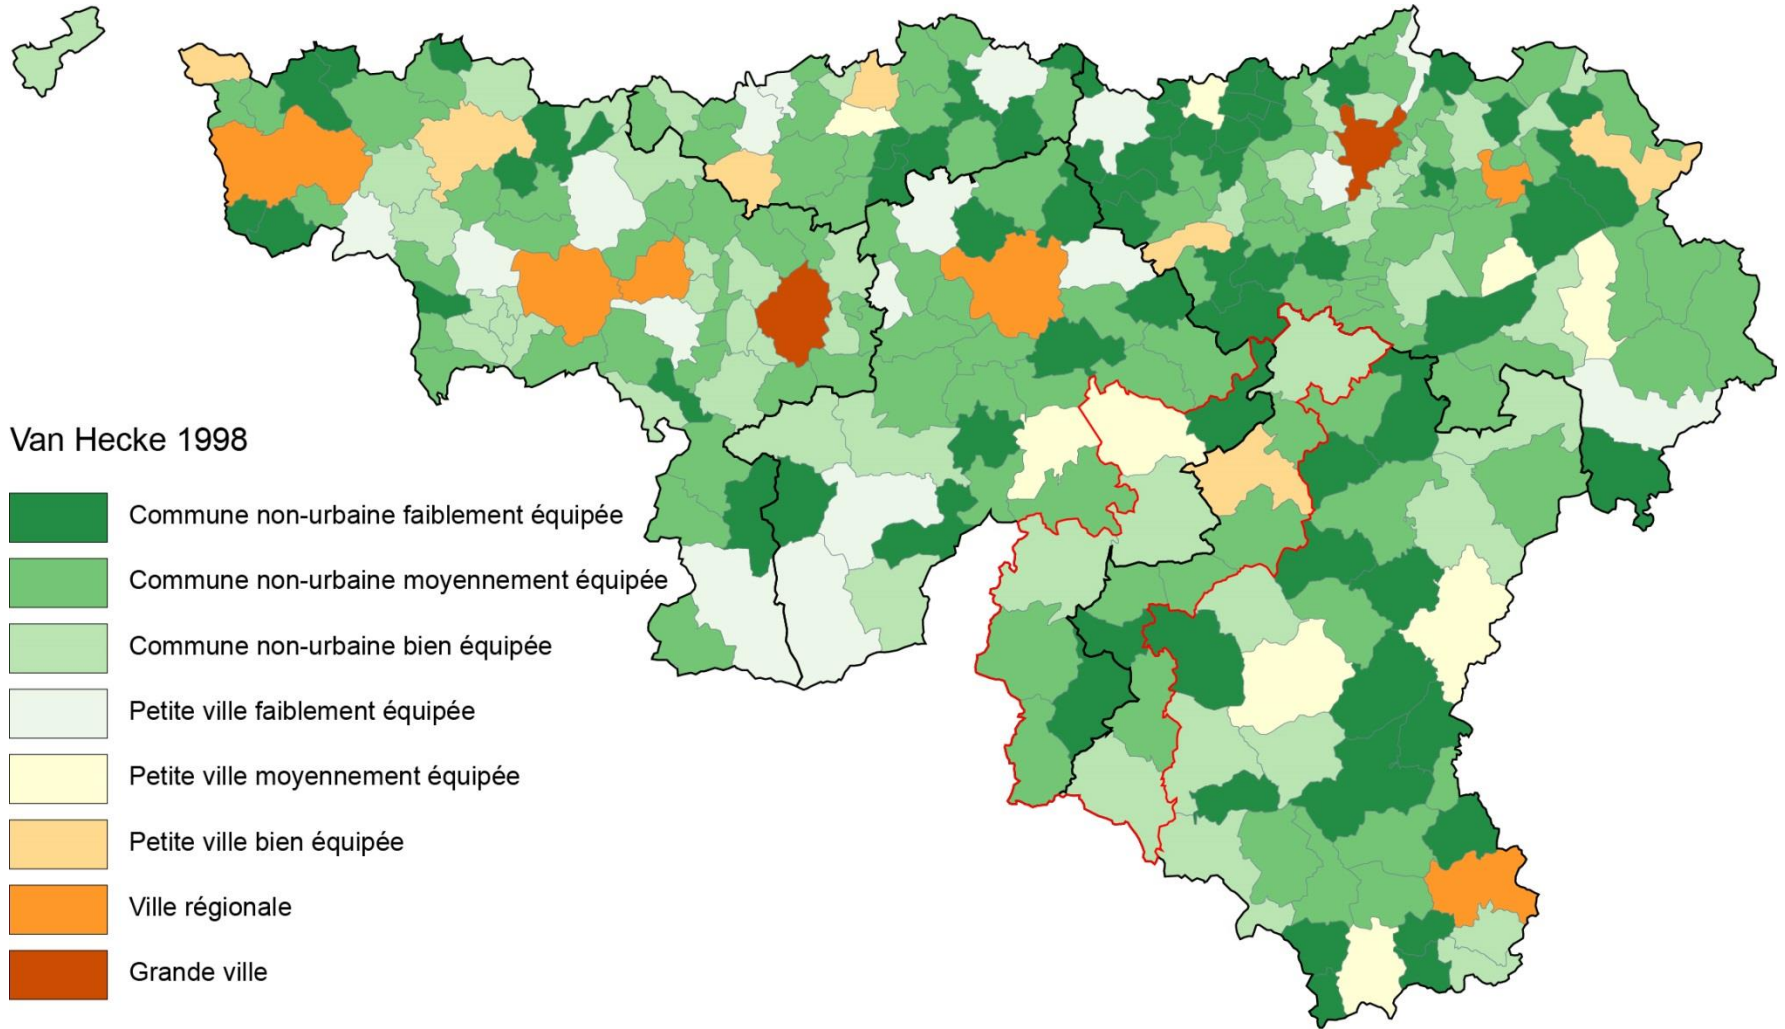 Van Hecke 1998
Commune non-urbaine faiblement équipée
Commune non-urbaine moyennement équipée
Commune non-urbaine bien équipée
Petite ville faiblement équipée
Petite ville moyennement équipée
Petite ville bien équipée
Ville régionale
Grande ville